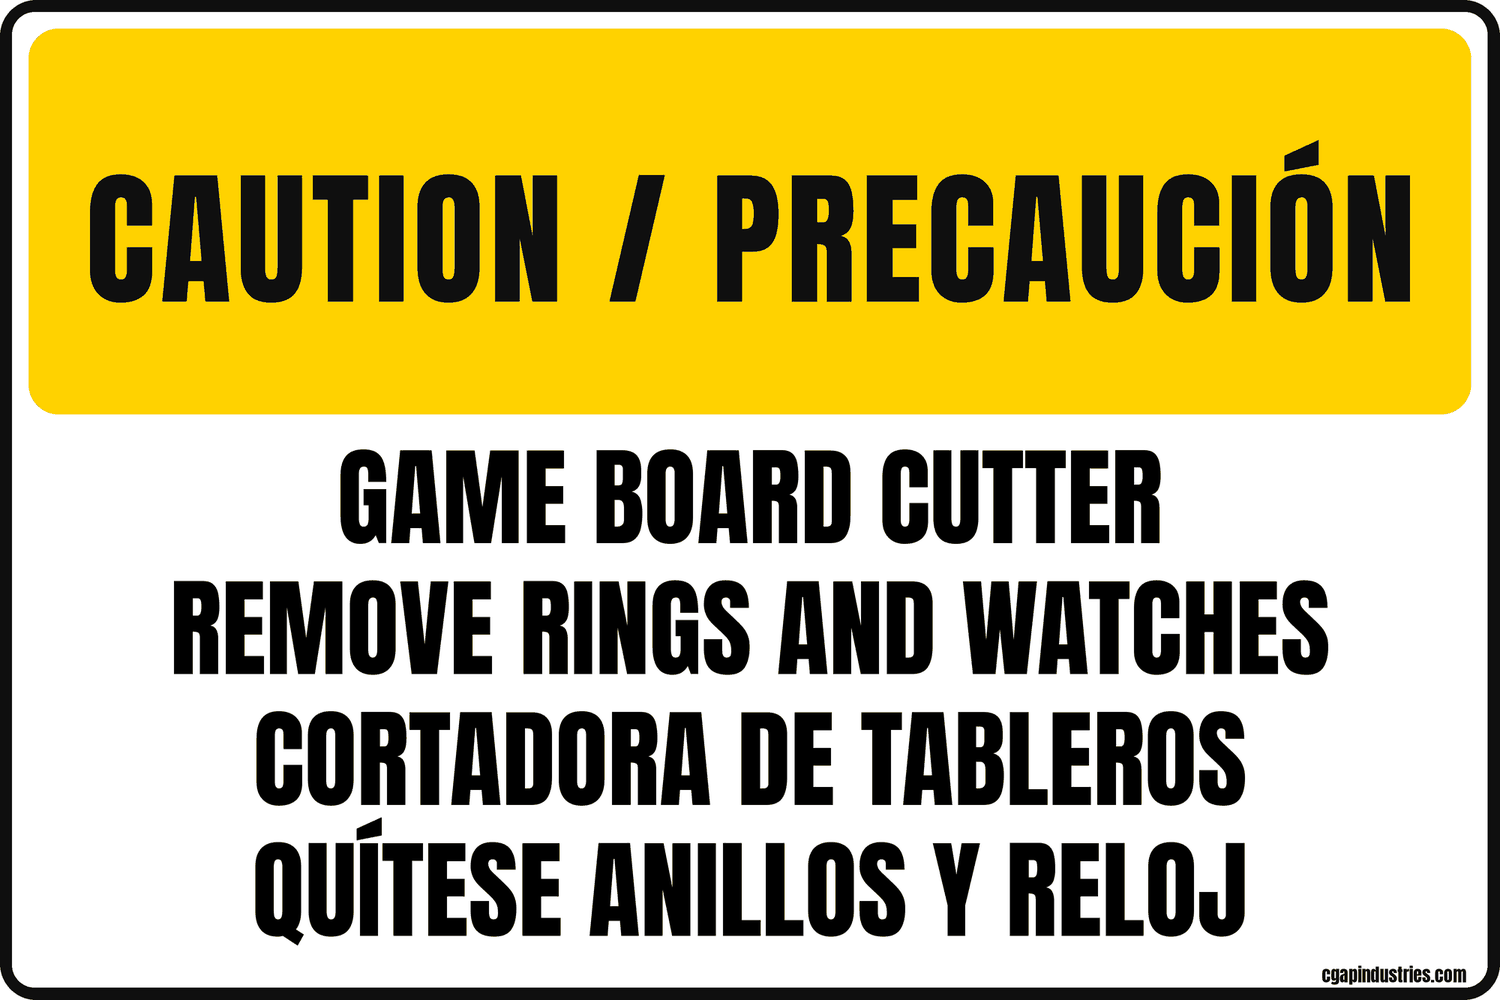 CAUTION / PRECAUCIÓN
GAME BOARD CUTTER
REMOVE RINGS AND WATCHES
CORTADORA DE TABLEROS
QUÍTESE ANILLOS Y RELOJ
cgapindustries.com